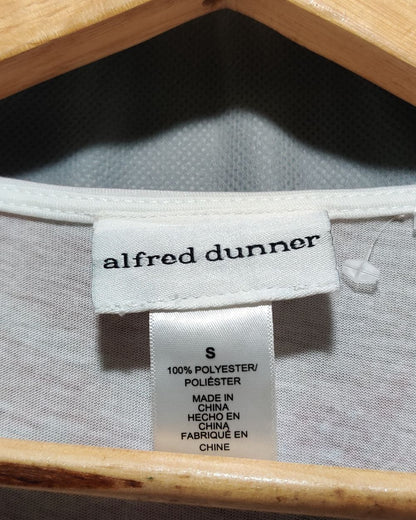 alfred dunner
S
100% POLYESTER/
POLIÉSTER
MADE IN
CHINA
HECHO EN
CHINA
FABRIQUÉ EN
CHINE